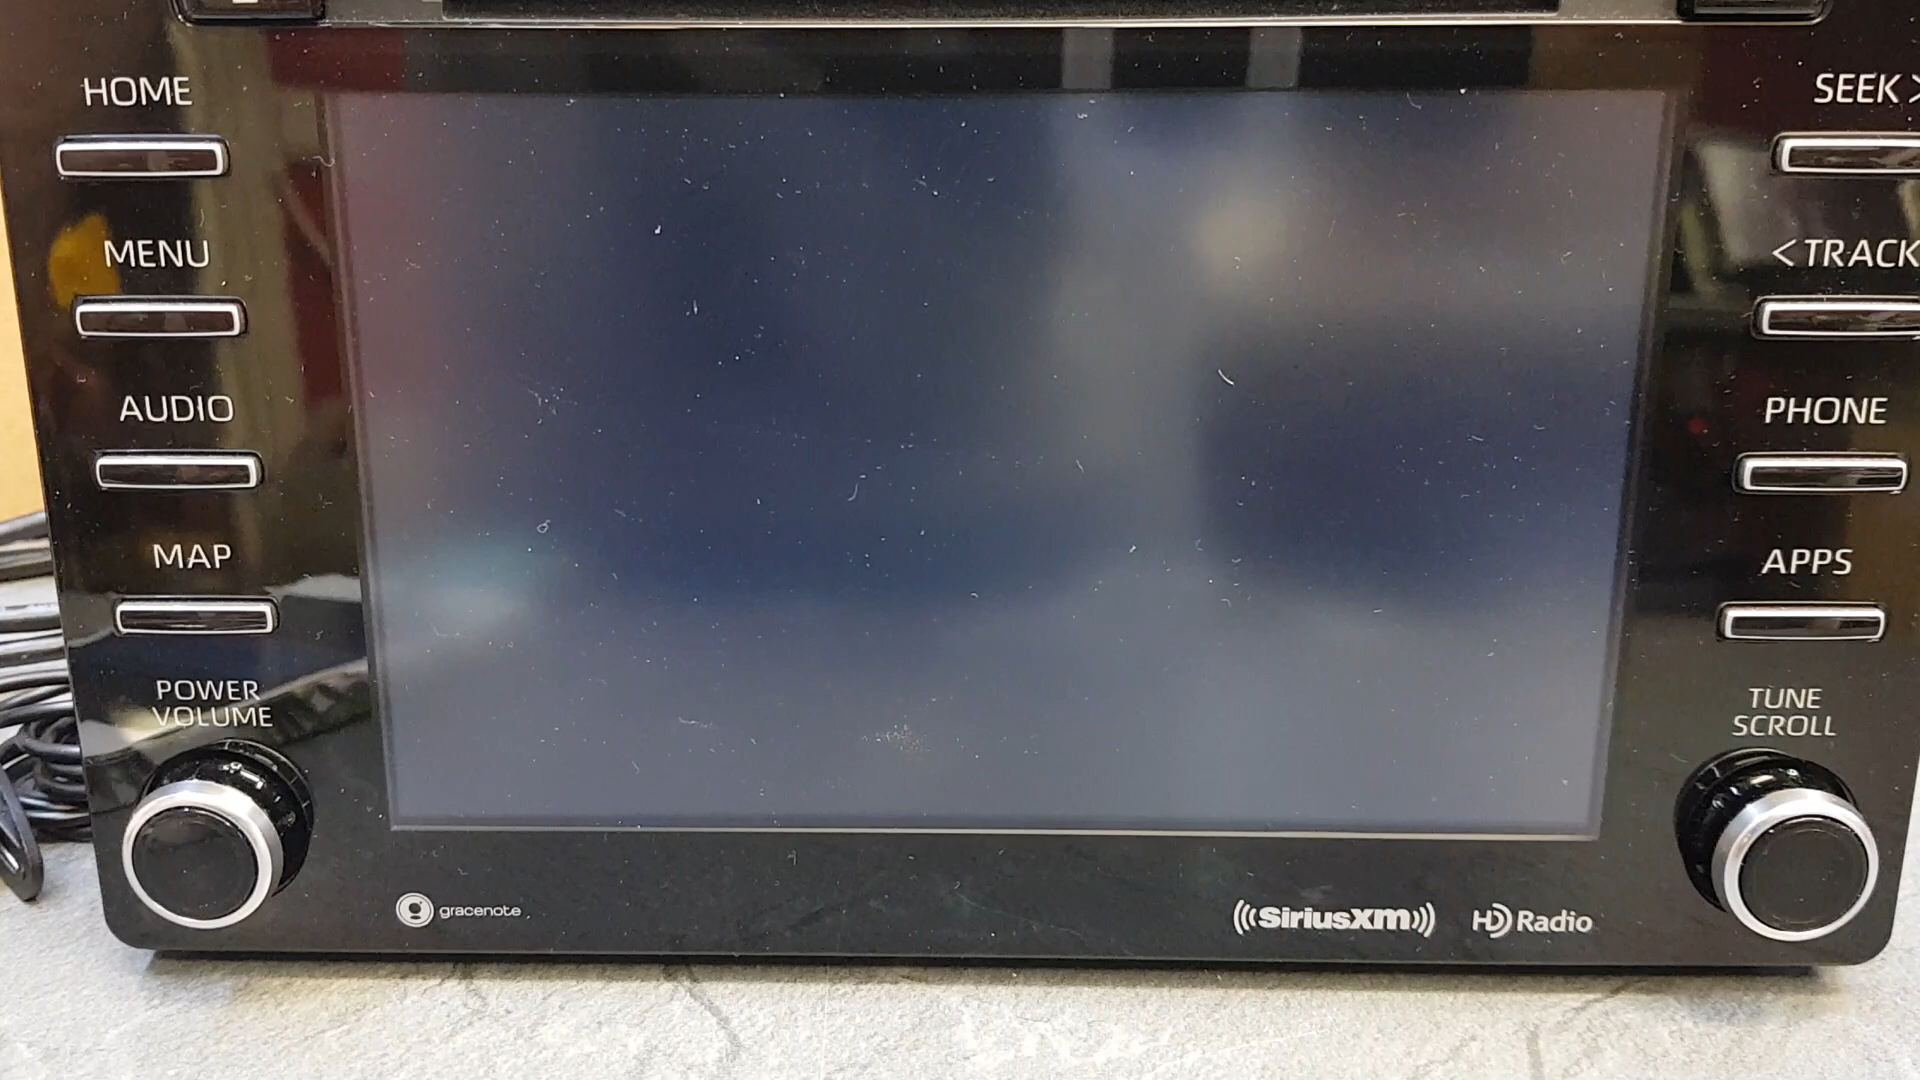 HOME
MENU
AUDIO
MAP
POWER
VOLUME
SEEK >
< TRACK
PHONE
APPS
TUNE
SCROLL
gracenote.
((SiriusXM))
HD Radio